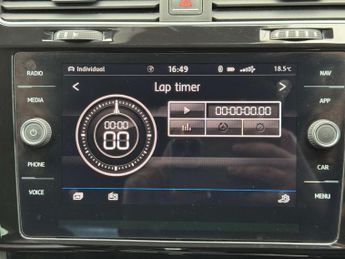 Individual
16:49
18.5°C
Lap timer
00:00:00.00
00:00
00
RADIO
MEDIA
PHONE
VOICE
NAV
APP
CAR
MENU